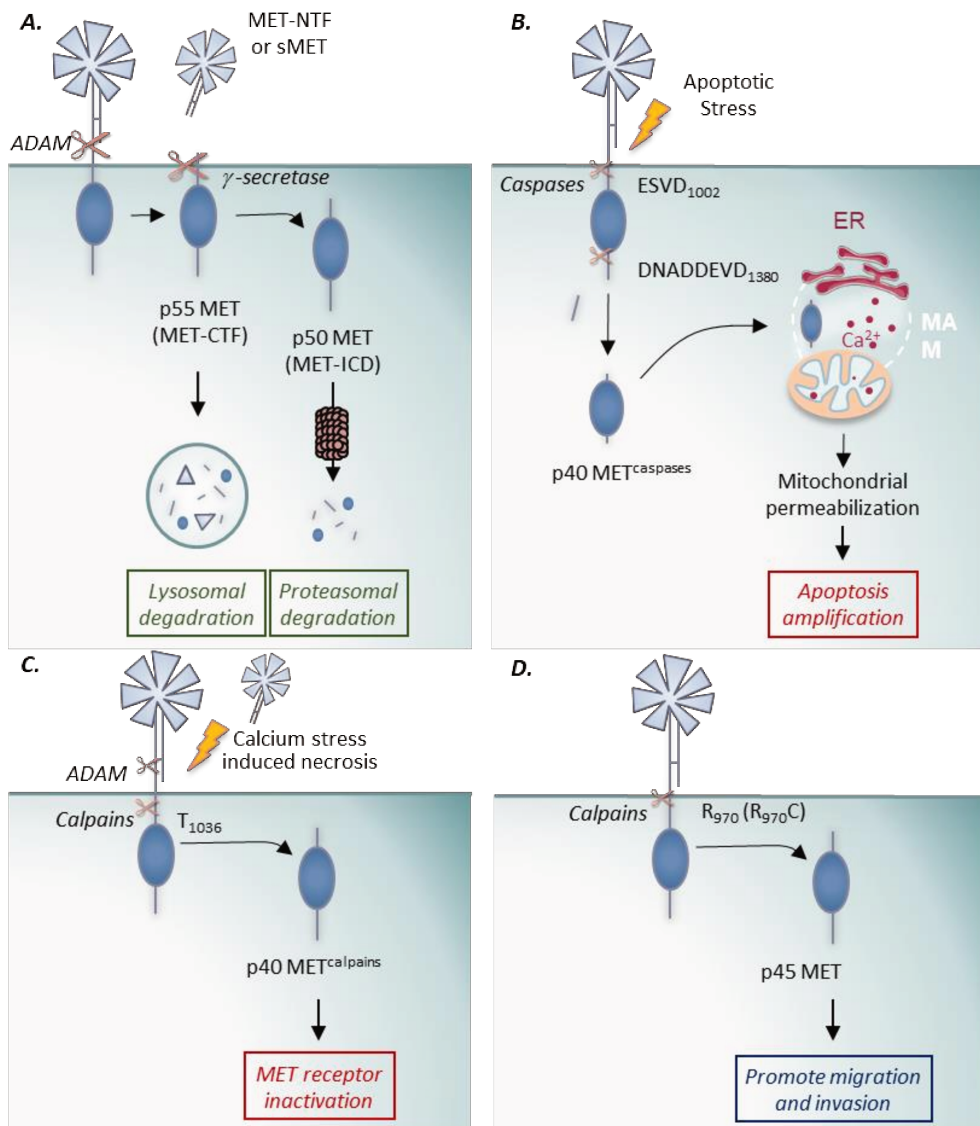 A.
MET-NTF
or sMET
ADAM
γ-secretase
p55 MET
(MET-CTF)
p50 MET
(MET-ICD)
Lysosomal
degadration
Proteasomal
degradation
B.
Apoptotic
Stress
Caspases
ESVD1002
DNADDEVD1380
ER
Ca2+
MA
M
p40 METcaspases
Mitochondrial
permeabilization
Apoptosis
amplification
C.
Calcium stress
induced necrosis
ADAM
Calpains
T1036
p40 METcalpains
MET receptor
inactivation
D.
Calpains
R970 (R970C)
p45 MET
Promote migration
and invasion